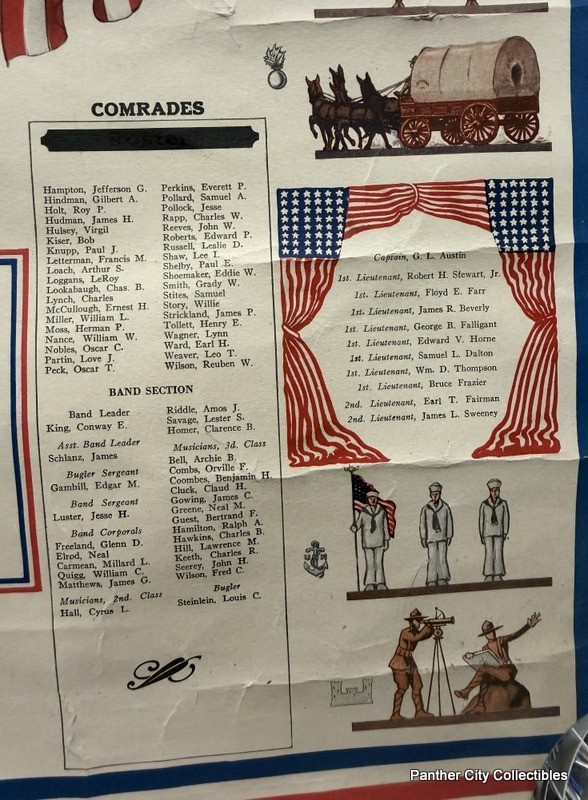 COMRADES
Hampton, Jefferson G.
Hindman, Gilbert A.
Holt, Roy P.
Hudman, James H.
Hulsey, Virgil
Kiser, Bob
Knupp, Paul J.
Letterman, Francis M.
Loach, Arthur S.
Loggans, LeRoy
Lookabaugh, Chas. B.
Lynch, Charles
McCullough, Ernest H.
Miller, William L.
Moss, Herman P.
Nance, William W.
Nobles, Oscar C.
Partin, Love J.
Peck, Oscar T.
Perkins, Everett P.
Pollard, Samuel A.
Pollock, Jesse
Rapp, Charles W.
Reeves, John W.
Roberts, Edward P.
Russell, Leslie D.
Shaw, Lee I.
Shelby, Paul E.
Shoemaker, Eddie W.
Smith, Grady W.
Stites, Samuel
Story, Willie
Strickland, James P.
Tollett, Henry E.
Wagner, Lynn
Ward, Earl H.
Weaver, Leo T.
Wilson, Reuben W.
BAND SECTION
Band Leader
King, Conway E.
Asst. Band Leader
Schlanz, James
Bugler Sergeant
Gambill, Edgar M.
Band Sergeant
Luster, Jesse H.
Band Corporals
Freeland, Glenn D.
Elrod, Neal
Carmean, Millard L.
Quigg, William C.
Matthews, James G.
Musicians, 2nd. Class
Hall, Cyrus L.
Riddle, Amos J.
Savage, Lester S.
Homer, Clarence B.
Musicians, 3d. Class
Bell, Archie B.
Combs, Orville F.
Coombes, Benjamin H.
Cluck, Claud H.
Gowing, James C.
Greene, Neal M.
Guest, Bertrand F.
Hamilton, Ralph A.
Hawkins, Charles B.
Hill, Lawrence M.
Keeth, Charles R.
Seerey, John H.
Wilson, Fred C.
Bugler
Steinlein, Louis C.
Captain, G. L. Austin
1st. Lieutenant, Robert H. Stewart, Jr.
1st. Lieutenant, Floyd E. Farr
1st. Lieutenant, James R. Beverly
1st. Lieutenant, George B. Falligant
1st. Lieutenant, Edward V. Horne
1st. Lieutenant, Samuel L. Dalton
1st. Lieutenant, Wm. D. Thompson
1st. Lieutenant, Bruce Frazier
2nd. Lieutenant, Earl T. Fairman
2nd. Lieutenant, James L. Sweeney
Panther City Collectibles